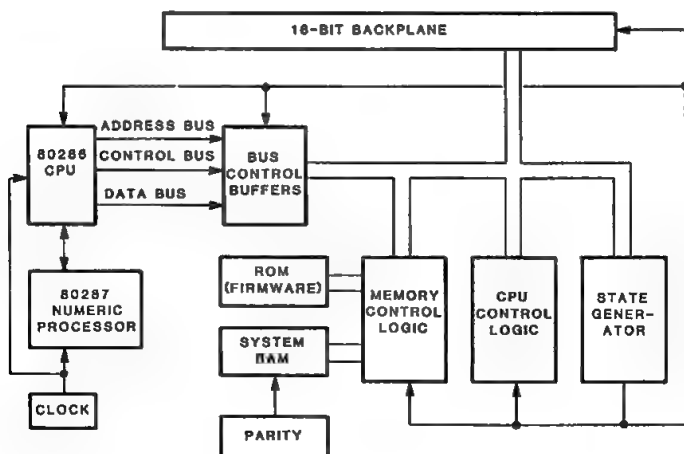 16-BIT BACKPLANE
80286
CPU
ADDRESS BUS
CONTROL BUS
DATA BUS
BUS
CONTROL
BUFFERS
80287
NUMERIC
PROCESSOR
CLOCK
ROM
(FIRMWARE)
SYSTEM
RAM
PARITY
MEMORY
CONTROL
LOGIC
CPU
CONTROL
LOGIC
STATE
GENER-
ATOR